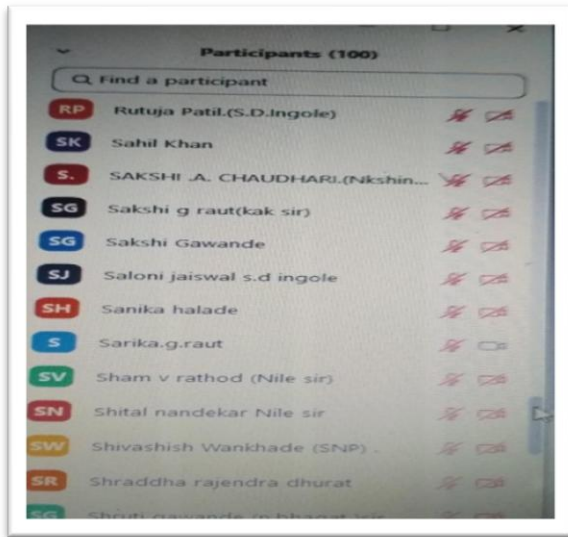 Participants (100)
Find a participant
RP Rutuja Patil.(S.D.Ingole)
SK Sahil Khan
S. SAKSHI .A. CHAUDHARI.(Nkshin...
SG Sakshi g raut(kak sir)
SG Sakshi Gawande
SJ Saloni jaiswal s.d ingole
SH Sanika halade
S Sarika.g.raut
SV Sham v rathod (Nile sir)
SN Shital nandekar Nile sir
SW Shivashish Wankhade (SNP) .
SR Shraddha rajendra dhurat
SG Shruti gawande